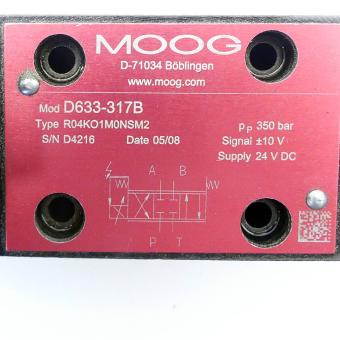 MOOG
D-71034 Böblingen
www.moog.com
Mod D633-317B
Type R04KO1M0NSM2 pP 350 bar
S/N D4216 Date 05/08 Signal ±10 V
Supply 24 V DC
A B
P T